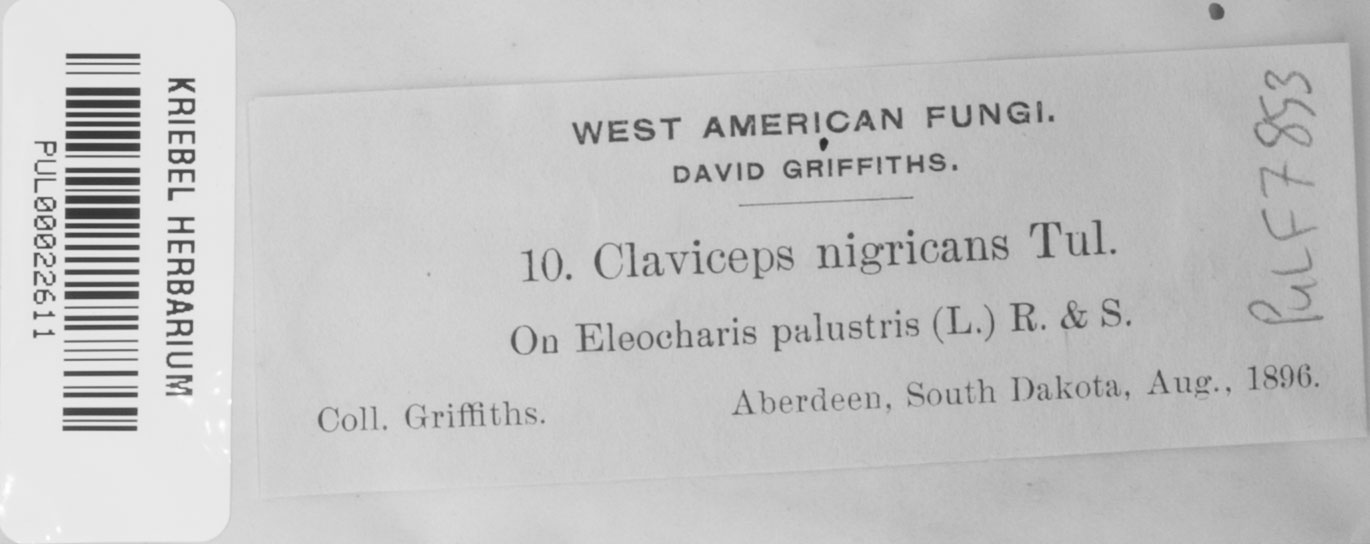 KRIEBEL HERBARIUM
PUL00022611
WEST AMERICAN FUNGI.
DAVID GRIFFITHS.
10. Claviceps nigricans Tul.
On Eleocharis palustris (L.) R. & S.
Coll. Griffiths. Aberdeen, South Dakota, Aug., 1896.
PULF7853